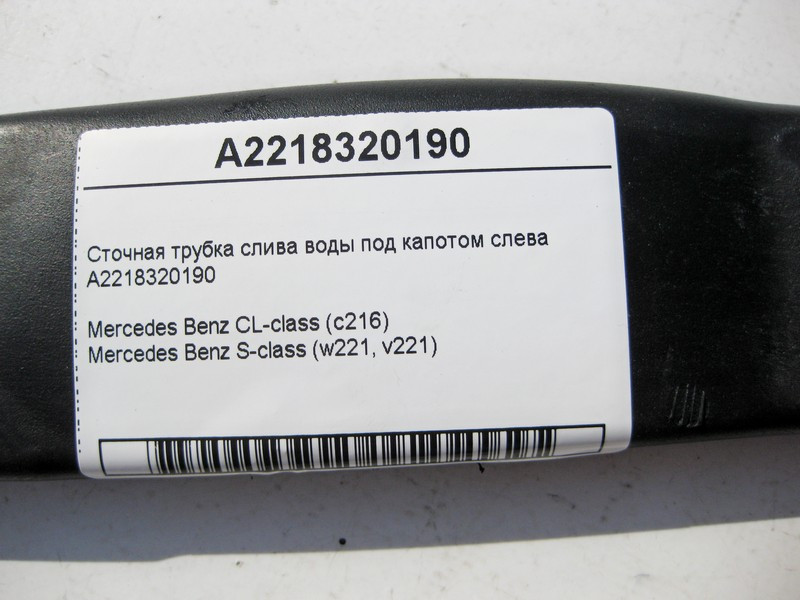 A2218320190
Сточная трубка слива воды под капотом слева
A2218320190
Mercedes Benz CL-class (c216)
Mercedes Benz S-class (w221, v221)